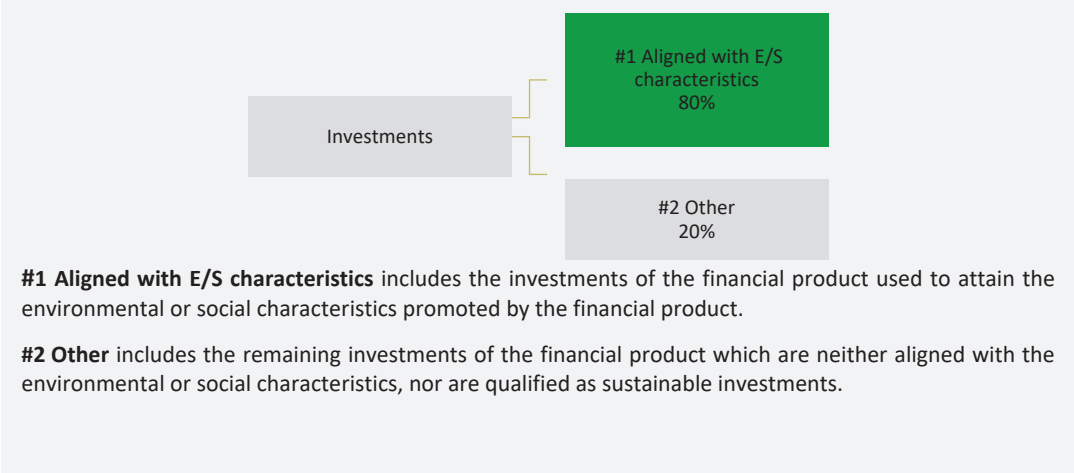 #1 Aligned with E/S
characteristics
80%
Investments
#2 Other
20%
#1 Aligned with E/S characteristics includes the investments of the financial product used to attain the
environmental or social characteristics promoted by the financial product.
#2 Other includes the remaining investments of the financial product which are neither aligned with the
environmental or social characteristics, nor are qualified as sustainable investments.